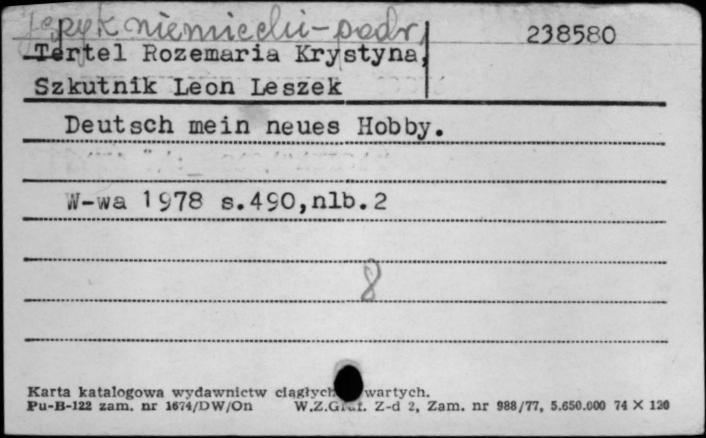 język niemiecki-podr.
238580
Tertel Rozemaria Krystyna,
Szkutnik Leon Leszek
Deutsch mein neues Hobby.
W-wa 1978 s.490,nlb.2
8
Karta katalogowa wydawnictw ciągłych wartych.
Pu-B-122 zam. nr 1674/DW/On W.Z.Graf. Z-d 2, Zam. nr 988/77, 5.650.000 74 X 120